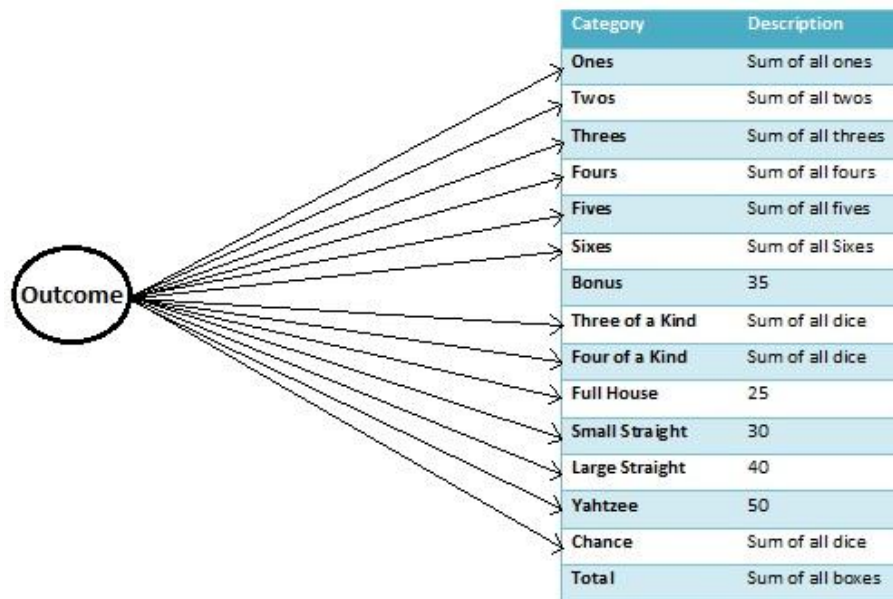 Category Description
Ones Sum of all ones
Twos Sum of all twos
Threes Sum of all threes
Fours Sum of all fours
Fives Sum of all fives
Sixes Sum of all Sixes
Outcome
Bonus 35
Three of a Kind Sum of all dice
Four of a Kind Sum of all dice
Full House 25
Small Straight 30
Large Straight 40
Yahtzee 50
Chance Sum of all dice
Total Sum of all boxes